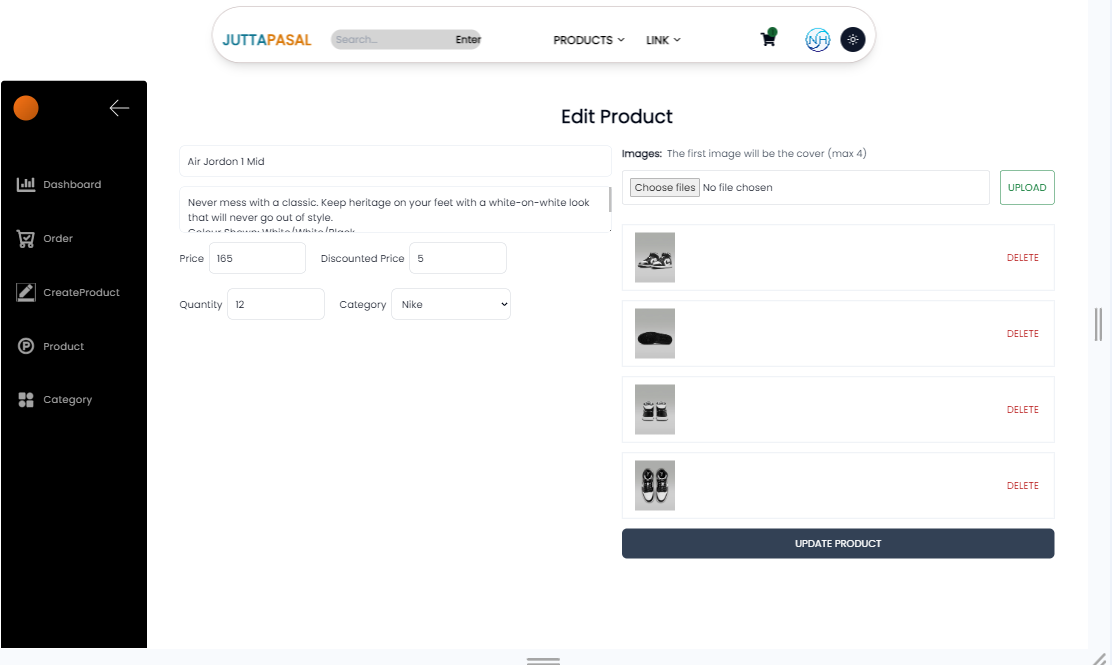 JUTTAPASAL
Search...
Enter
PRODUCTS
LINK
Dashboard
Order
CreateProduct
Product
Category
Edit Product
Air Jordon 1 Mid
Never mess with a classic. Keep heritage on your feet with a white-on-white look
that will never go out of style.
Colour Shown: White/White/Black
Price 165 Discounted Price 5
Quantity 12 Category Nike
Images: The first image will be the cover (max 4)
Choose files No file chosen
UPLOAD
DELETE
DELETE
DELETE
DELETE
UPDATE PRODUCT